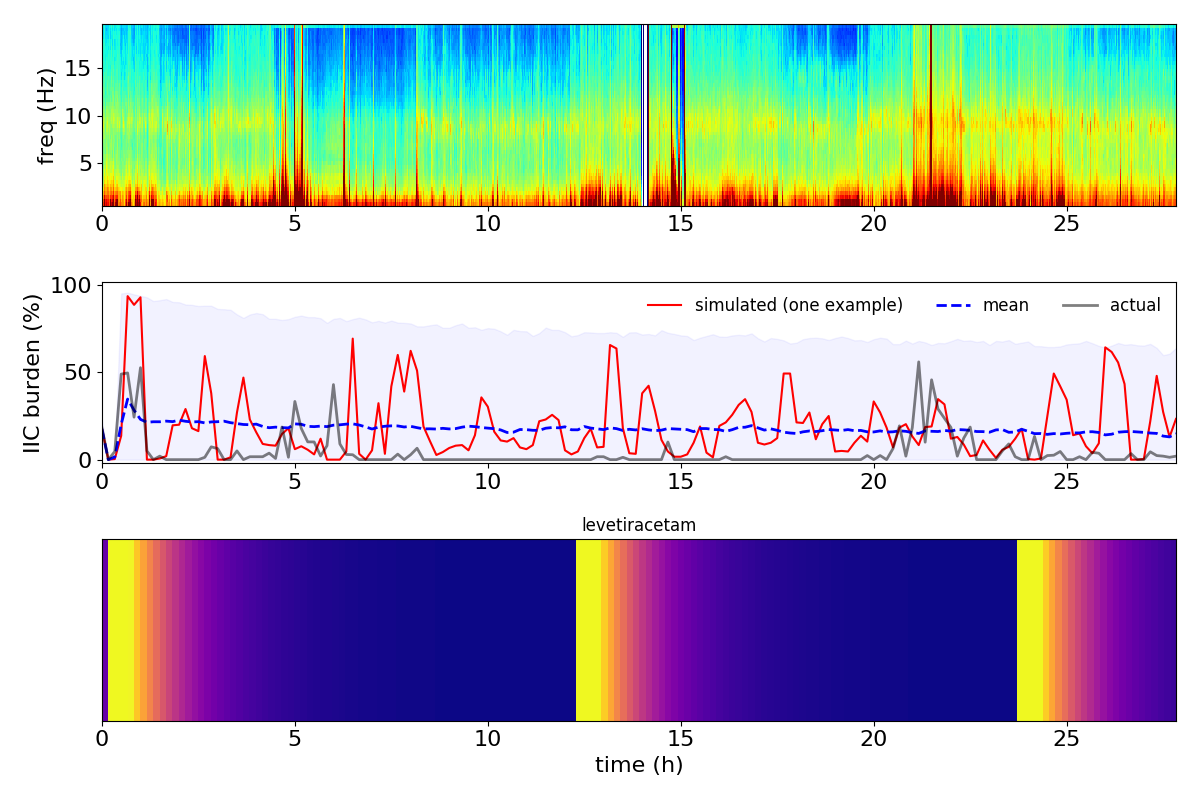 freq (Hz)
15
10
5
0 5 10 15 20 25
IIC burden (%)
100
50
0
simulated (one example) mean actual
0 5 10 15 20 25
levetiracetam
0 5 10 15 20 25
time (h)